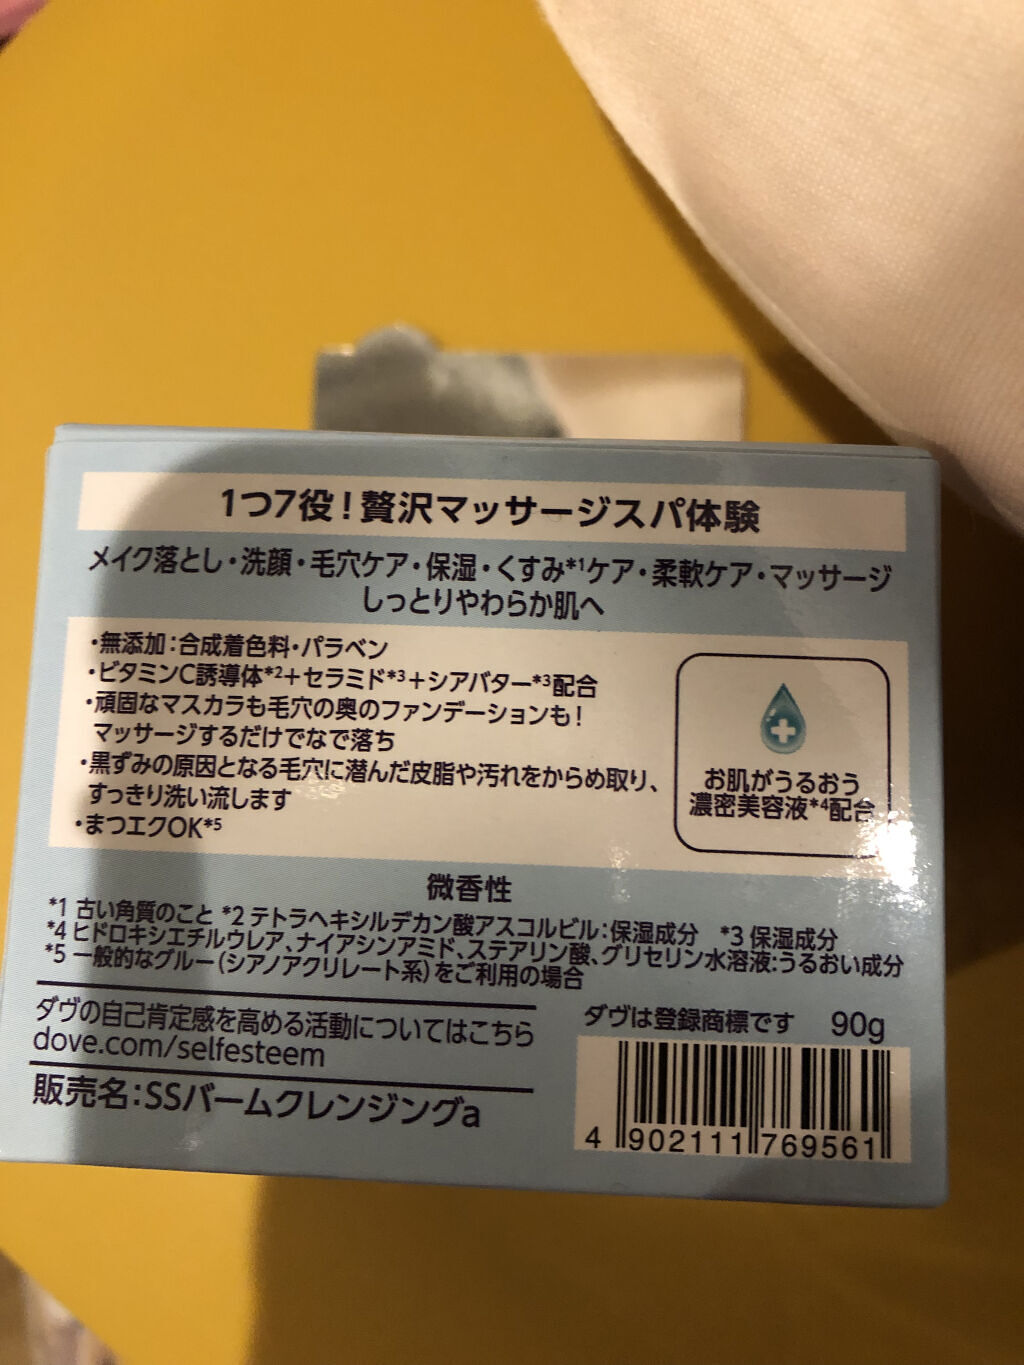 1つ7役！贅沢マッサージスパ体験
メイク落とし・洗顔・毛穴ケア・保湿・くすみ*1ケア・柔軟ケア・マッサージ
しっとりやわらか肌へ
・無添加：合成着色料・パラベン
・ビタミンC誘導体*2＋セラミド*3＋シアバター*3配合
・頑固なマスカラも毛穴の奥のファンデーションも！
マッサージするだけでなで落ち
・黒ずみの原因となる毛穴に潜んだ皮脂や汚れをからめ取り、
すっきり洗い流します
・まつエクOK*5
お肌がうるおう
濃密美容液*4配合
微香性
*1 古い角質のこと *2 テトラヘキシルデカン酸アスコルビル：保湿成分 *3 保湿成分
*4 ヒドロキシエチルウレア、ナイアシンアミド、ステアリン酸、グリセリン水溶液：うるおい成分
*5 一般的なグルー（シアノアクリレート系）をご利用の場合
ダヴの自己肯定感を高める活動についてはこちら
dove.com/selfesteem
販売名：SSバームクレンジングa
ダヴは登録商標です 90g
4 902111 769561